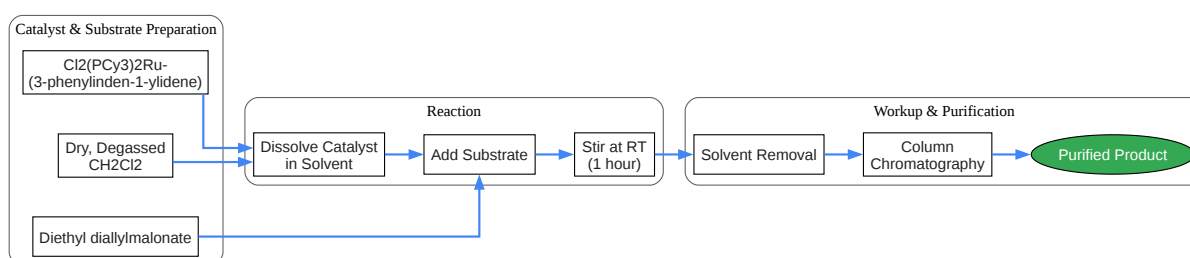 Catalyst & Substrate Preparation
Cl2(PCy3)2Ru-
(3-phenylinden-1-ylidene)
Dry, Degassed
CH2Cl2
Diethyl diallylmalonate
Reaction
Dissolve Catalyst
in Solvent
Add Substrate
Stir at RT
(1 hour)
Workup & Purification
Solvent Removal
Column
Chromatography
Purified Product